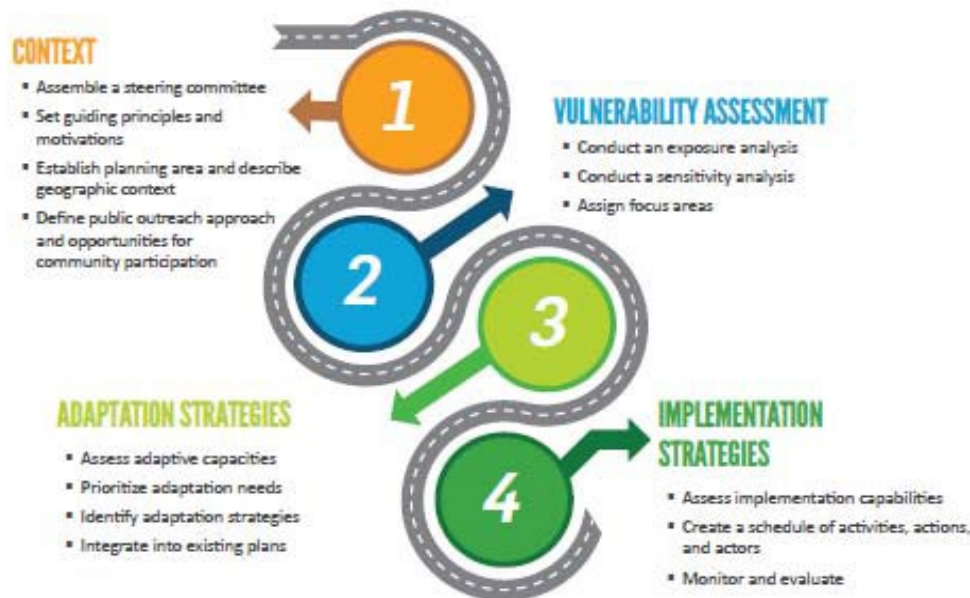 CONTEXT
▪ Assemble a steering committee
▪ Set guiding principles and
motivations
▪ Establish planning area and describe
geographic context
▪ Define public outreach approach
and opportunities for
community participation
1
VULNERABILITY ASSESSMENT
▪ Conduct an exposure analysis
▪ Conduct a sensitivity analysis
▪ Assign focus areas
2
3
ADAPTATION STRATEGIES
▪ Assess adaptive capacities
▪ Prioritize adaptation needs
▪ Identify adaptation strategies
▪ Integrate into existing plans
4
IMPLEMENTATION
STRATEGIES
▪ Assess implementation capabilities
▪ Create a schedule of activities, actions,
and actors
▪ Monitor and evaluate